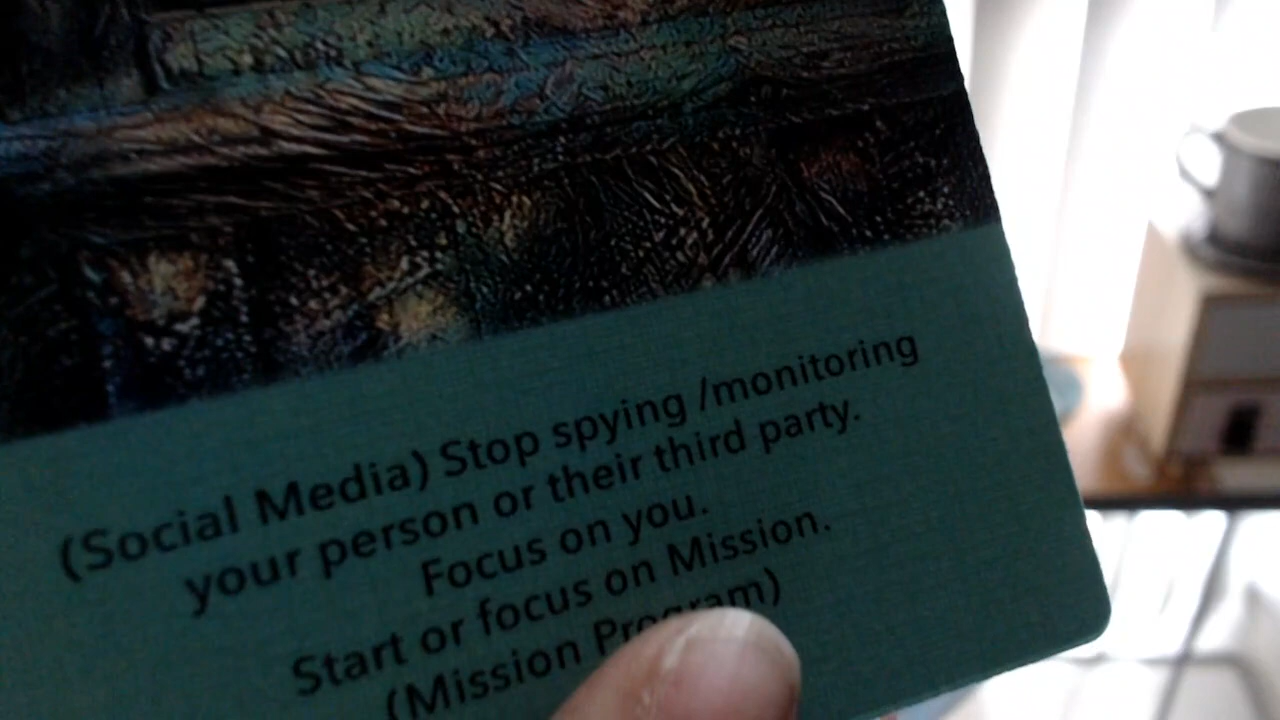 (Social Media) Stop spying /monitoring
your person or their third party.
Focus on you.
Start or focus on Mission.
(Mission Program)